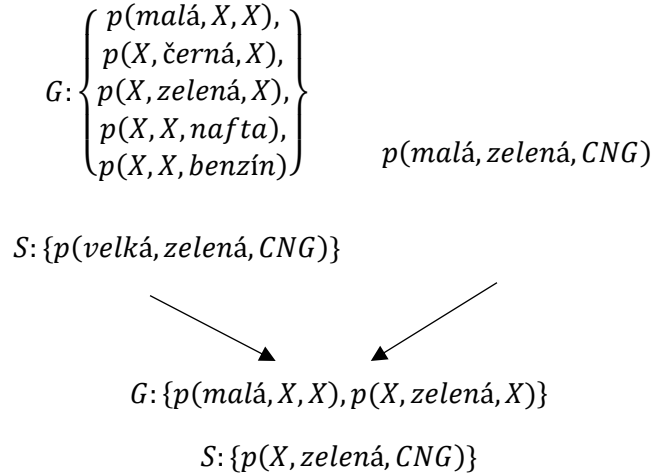 G: { p(malá, X, X),
p(X, černá, X),
p(X, zelená, X),
p(X, X, nafta),
p(X, X, benzín) }
p(malá, zelená, CNG)
S: {p(velká, zelená, CNG)}
G: {p(malá, X, X), p(X, zelená, X)}
S: {p(X, zelená, CNG)}